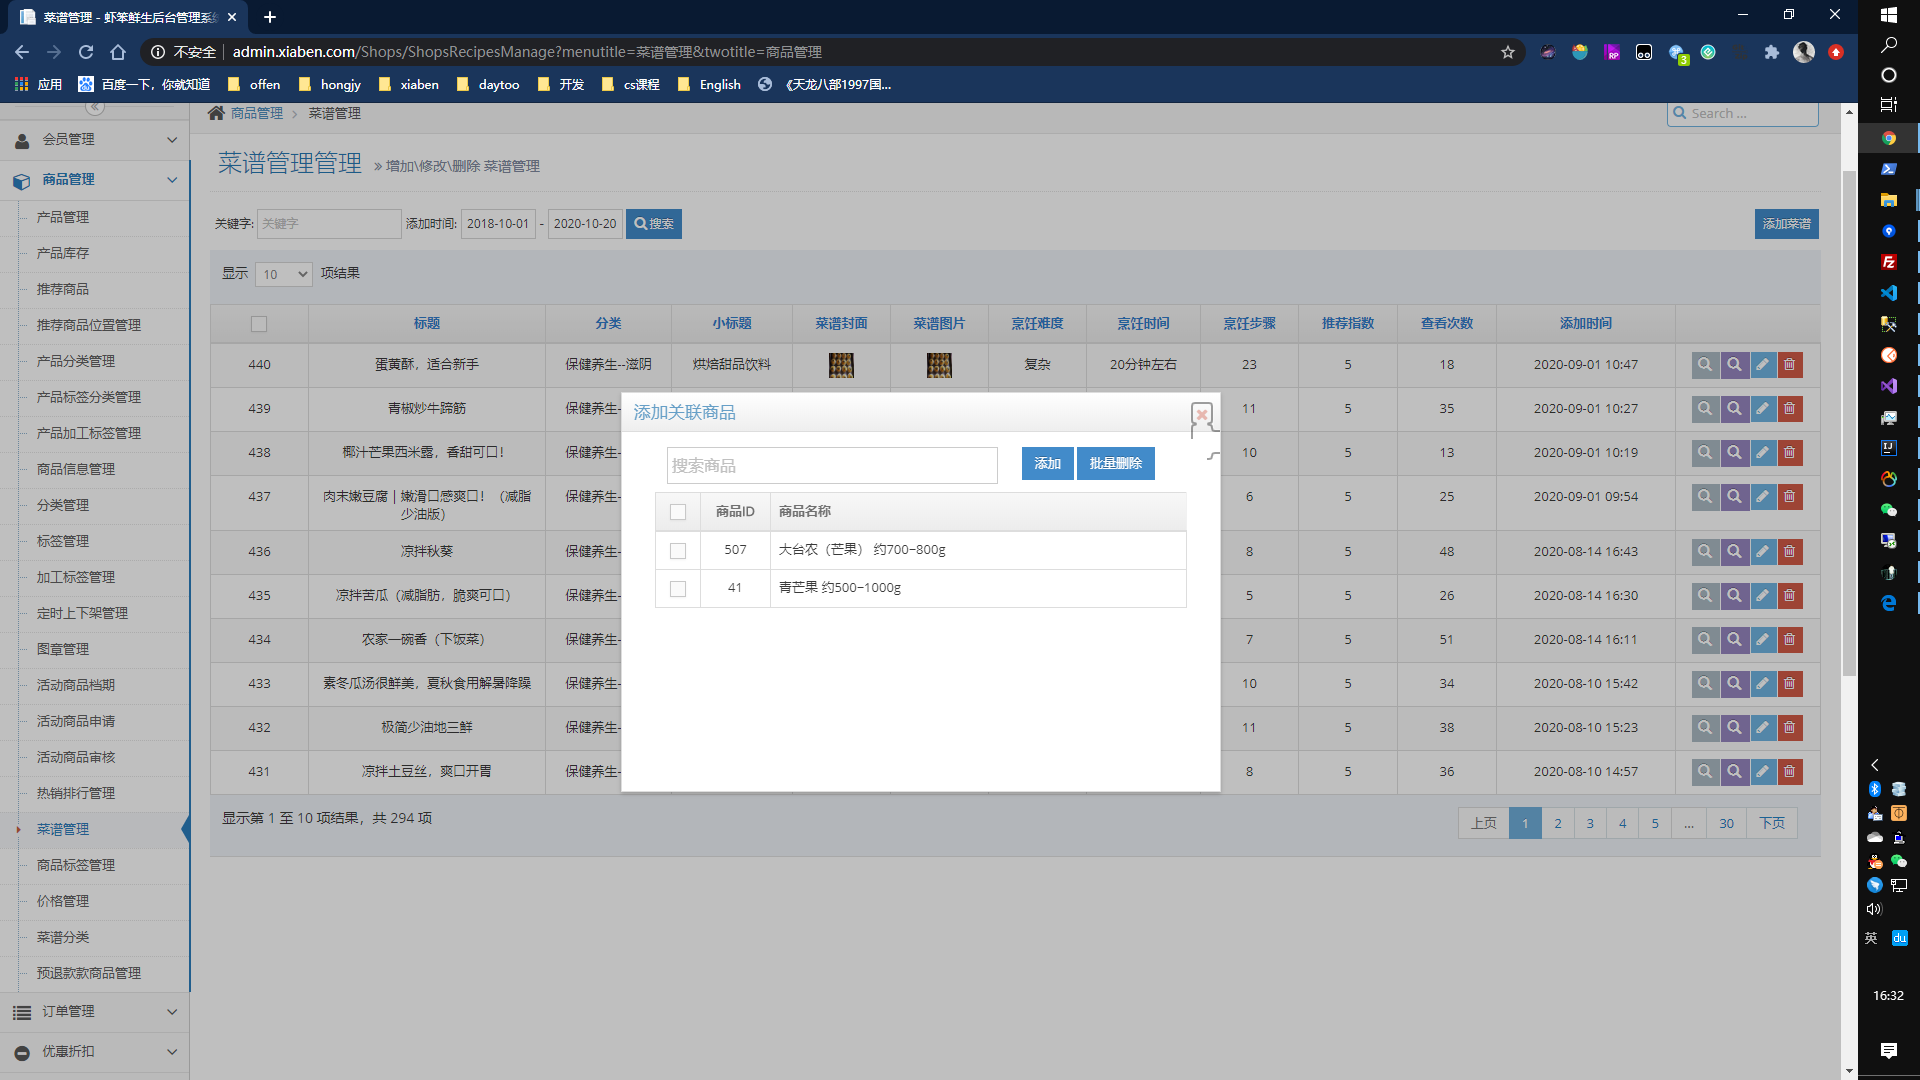 菜谱管理 - 虾笨鲜生后台管理系统
不安全 admin.xiaben.com/Shops/ShopsRecipesManage?menutitle=菜谱管理&twotitle=商品管理
3
应用 百度一下，你就知道 offen hongjy xiaben daytoo 开发 cs课程 English 《天龙八部1997国...
商品管理 菜谱管理
Search ...
会员管理
商品管理
产品管理
产品库存
推荐商品
推荐商品位置管理
产品分类管理
产品标签分类管理
产品加工标签管理
商品信息管理
分类管理
标签管理
加工标签管理
定时上下架管理
图章管理
活动商品档期
活动商品申请
活动商品审核
热销排行管理
菜谱管理
商品标签管理
价格管理
菜谱分类
预退款款商品管理
订单管理
优惠折扣
菜谱管理管理 » 增加\修改\删除 菜谱管理
关键字: 关键字 添加时间: 2018-10-01 - 2020-10-20 搜索 添加菜谱
显示 10 项结果
标题 分类 小标题 菜谱封面 菜谱图片 烹饪难度 烹饪时间 烹饪步骤 推荐指数 查看次数 添加时间
440 蛋黄酥，适合新手 保健养生--滋阴 烘焙甜品饮料 复杂 20分钟左右 23 5 18 2020-09-01 10:47
439 青椒炒牛蹄筋 保健养生- 11 5 35 2020-09-01 10:27
438 椰汁芒果西米露，香甜可口！ 保健养生- 10 5 13 2020-09-01 10:19
437 肉末嫩豆腐 | 嫩滑口感爽口！（减脂少油版） 保健养生- 6 5 25 2020-09-01 09:54
436 凉拌秋葵 保健养生- 8 5 48 2020-08-14 16:43
435 凉拌苦瓜（减脂肪，脆爽可口） 保健养生- 5 5 26 2020-08-14 16:30
434 农家一碗香（下饭菜） 保健养生- 7 5 51 2020-08-14 16:11
433 素冬瓜汤很鲜美，夏秋食用解暑降躁 保健养生- 10 5 34 2020-08-10 15:42
432 极简少油地三鲜 保健养生- 11 5 38 2020-08-10 15:23
431 凉拌土豆丝，爽口开胃 保健养生- 8 5 36 2020-08-10 14:57
显示第 1 至 10 项结果，共 294 项
上页 1 2 3 4 5 ... 30 下页
添加关联商品
搜索商品 添加 批量删除
商品ID 商品名称
507 大台农（芒果） 约700-800g
41 青芒果 约500-1000g
英 du
16:32